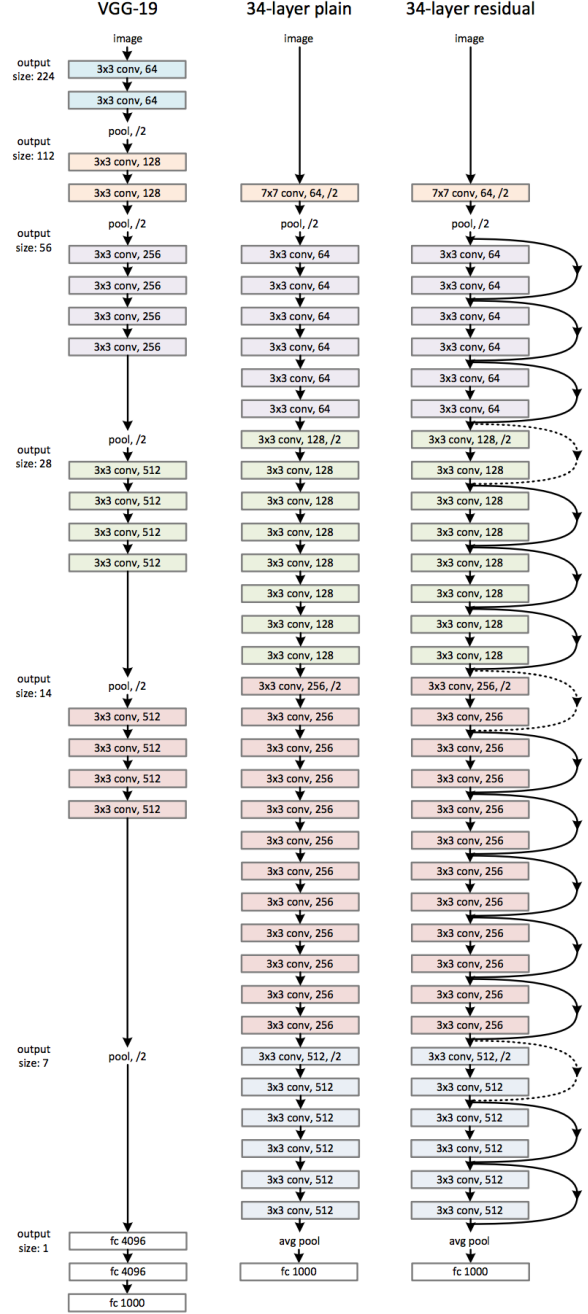 output
size: 224
output
size: 112
output
size: 56
output
size: 28
output
size: 14
output
size: 7
output
size: 1
VGG-19
image
3x3 conv, 64
3x3 conv, 64
pool, /2
3x3 conv, 128
3x3 conv, 128
pool, /2
3x3 conv, 256
3x3 conv, 256
3x3 conv, 256
3x3 conv, 256
pool, /2
3x3 conv, 512
3x3 conv, 512
3x3 conv, 512
3x3 conv, 512
pool, /2
3x3 conv, 512
3x3 conv, 512
3x3 conv, 512
3x3 conv, 512
pool, /2
fc 4096
fc 4096
fc 1000
34-layer plain
image
7x7 conv, 64, /2
pool, /2
3x3 conv, 64
3x3 conv, 64
3x3 conv, 64
3x3 conv, 64
3x3 conv, 64
3x3 conv, 64
3x3 conv, 128, /2
3x3 conv, 128
3x3 conv, 128
3x3 conv, 128
3x3 conv, 128
3x3 conv, 128
3x3 conv, 128
3x3 conv, 128
3x3 conv, 256, /2
3x3 conv, 256
3x3 conv, 256
3x3 conv, 256
3x3 conv, 256
3x3 conv, 256
3x3 conv, 256
3x3 conv, 256
3x3 conv, 256
3x3 conv, 256
3x3 conv, 256
3x3 conv, 256
3x3 conv, 512, /2
3x3 conv, 512
3x3 conv, 512
3x3 conv, 512
3x3 conv, 512
3x3 conv, 512
avg pool
fc 1000
34-layer residual
image
7x7 conv, 64, /2
pool, /2
3x3 conv, 64
3x3 conv, 64
3x3 conv, 64
3x3 conv, 64
3x3 conv, 64
3x3 conv, 64
3x3 conv, 128, /2
3x3 conv, 128
3x3 conv, 128
3x3 conv, 128
3x3 conv, 128
3x3 conv, 128
3x3 conv, 128
3x3 conv, 128
3x3 conv, 256, /2
3x3 conv, 256
3x3 conv, 256
3x3 conv, 256
3x3 conv, 256
3x3 conv, 256
3x3 conv, 256
3x3 conv, 256
3x3 conv, 256
3x3 conv, 256
3x3 conv, 256
3x3 conv, 256
3x3 conv, 512, /2
3x3 conv, 512
3x3 conv, 512
3x3 conv, 512
3x3 conv, 512
3x3 conv, 512
avg pool
fc 1000